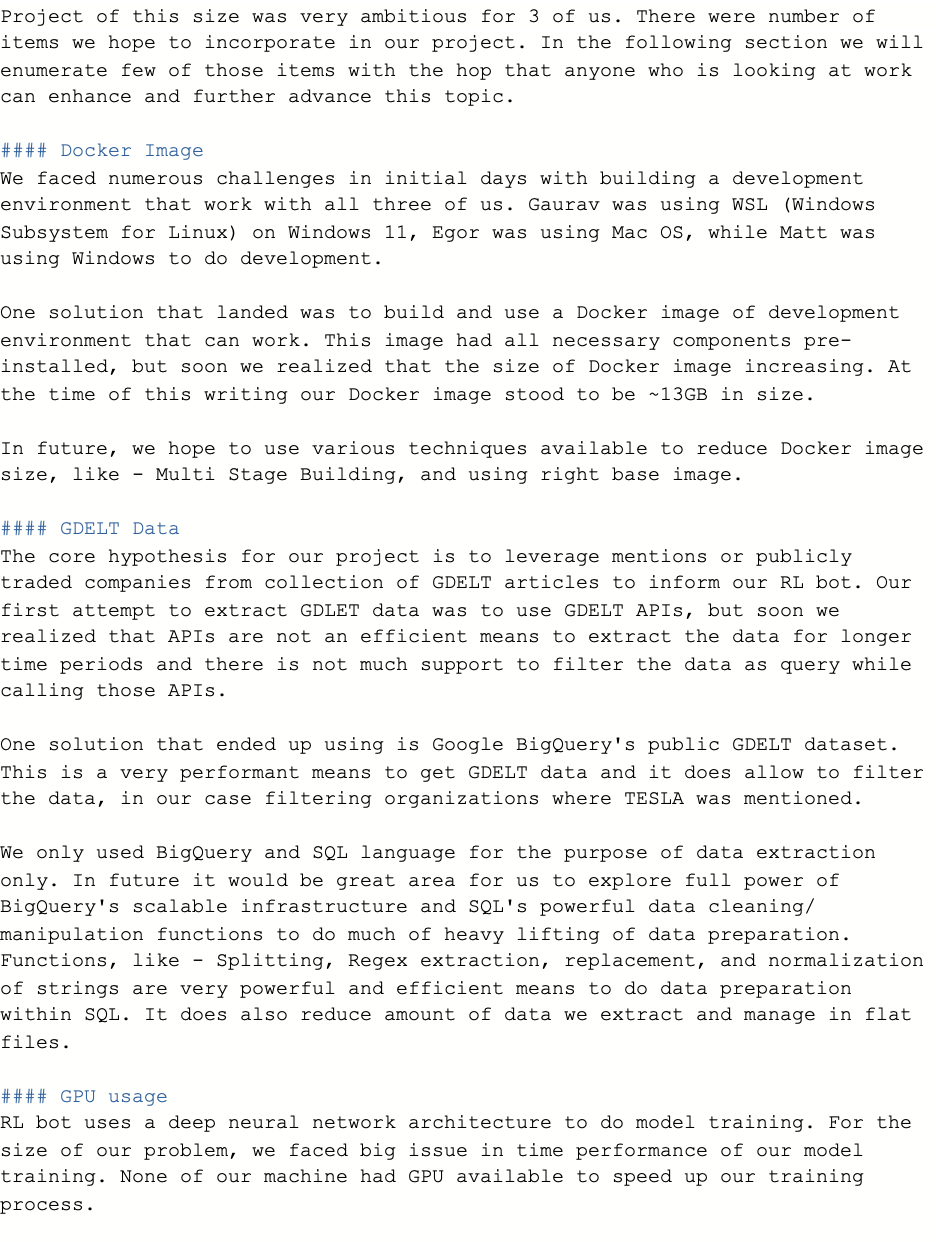 Project of this size was very ambitious for 3 of us. There were number of
items we hope to incorporate in our project. In the following section we will
enumerate few of those items with the hop that anyone who is looking at work
can enhance and further advance this topic.
#### Docker Image
We faced numerous challenges in initial days with building a development
environment that work with all three of us. Gaurav was using WSL (Windows
Subsystem for Linux) on Windows 11, Egor was using Mac OS, while Matt was
using Windows to do development.
One solution that landed was to build and use a Docker image of development
environment that can work. This image had all necessary components pre-
installed, but soon we realized that the size of Docker image increasing. At
the time of this writing our Docker image stood to be ~13GB in size.
In future, we hope to use various techniques available to reduce Docker image
size, like - Multi Stage Building, and using right base image.
#### GDELT Data
The core hypothesis for our project is to leverage mentions or publicly
traded companies from collection of GDELT articles to inform our RL bot. Our
first attempt to extract GDLET data was to use GDELT APIs, but soon we
realized that APIs are not an efficient means to extract the data for longer
time periods and there is not much support to filter the data as query while
calling those APIs.
One solution that ended up using is Google BigQuery's public GDELT dataset.
This is a very performant means to get GDELT data and it does allow to filter
the data, in our case filtering organizations where TESLA was mentioned.
We only used BigQuery and SQL language for the purpose of data extraction
only. In future it would be great area for us to explore full power of
BigQuery's scalable infrastructure and SQL's powerful data cleaning/
manipulation functions to do much of heavy lifting of data preparation.
Functions, like - Splitting, Regex extraction, replacement, and normalization
of strings are very powerful and efficient means to do data preparation
within SQL. It does also reduce amount of data we extract and manage in flat
files.
#### GPU usage
RL bot uses a deep neural network architecture to do model training. For the
size of our problem, we faced big issue in time performance of our model
training. None of our machine had GPU available to speed up our training
process.